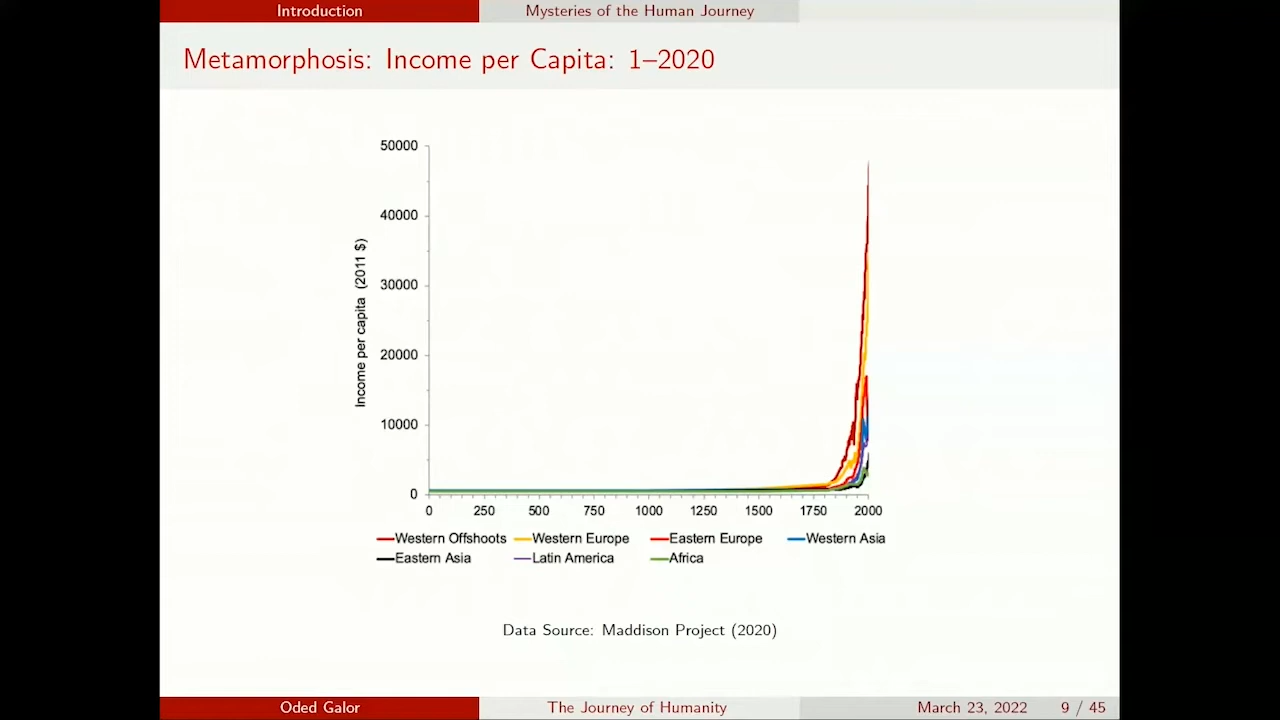 Introduction
Mysteries of the Human Journey
Metamorphosis: Income per Capita: 1–2020
50000
40000
30000
20000
10000
0
Income per capita (2011 $)
0 250 500 750 1000 1250 1500 1750 2000
Western Offshoots Western Europe Eastern Europe Western Asia
Eastern Asia Latin America Africa
Data Source: Maddison Project (2020)
Oded Galor
The Journey of Humanity
March 23, 2022 9 / 45